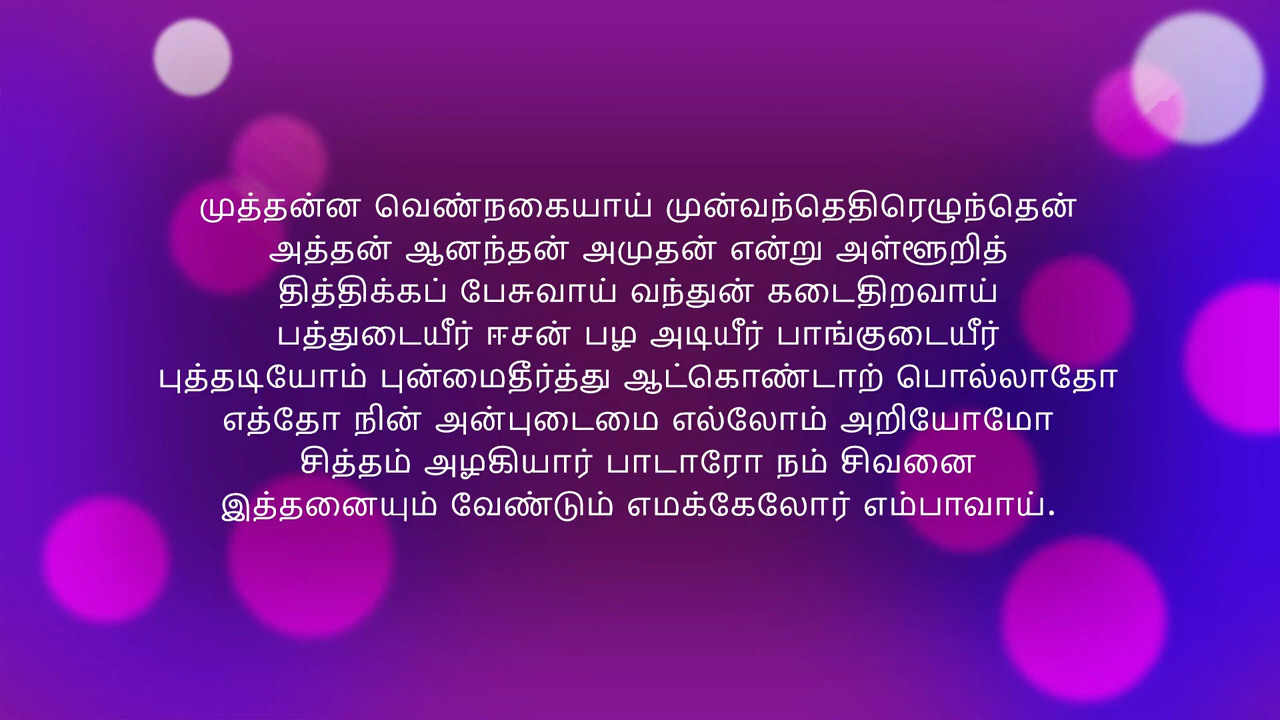 முத்தன்ன வெண்நகையாய் முன்வந்தெதிரெழுந்தென்
அத்தன் ஆனந்தன் அமுதன் என்று அள்ளூறித்
தித்திக்கப் பேசுவாய் வந்துன் கடைதிறவாய்
பத்துடையீர் ஈசன் பழ அடியீர் பாங்குடையீர்
புத்தடியோம் புன்மைதீர்த்து ஆட்கொண்டாற் பொல்லாதோ
எத்தோ நின் அன்புடைமை எல்லோம் அறியோமோ
சித்தம் அழகியார் பாடாரோ நம் சிவனை
இத்தனையும் வேண்டும் எமக்கேலோர் எம்பாவாய்.